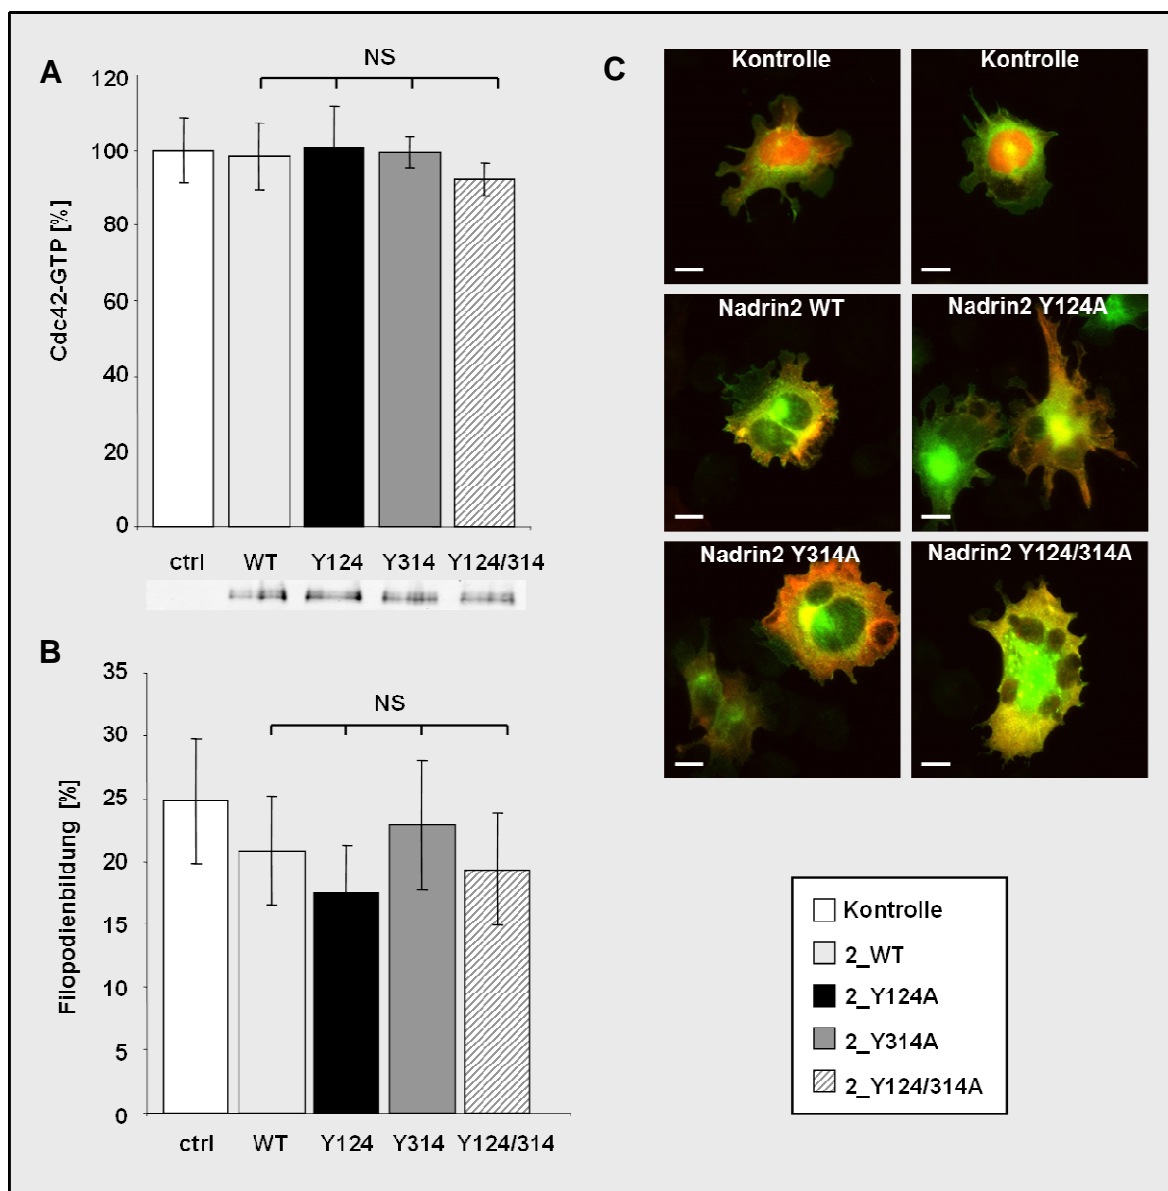 A
NS
120
100
80
60
40
20
0
Cdc42-GTP [%]
ctrl WT Y124 Y314 Y124/314
B
NS
35
30
25
20
15
10
5
0
Filopodienbildung [%]
ctrl WT Y124 Y314 Y124/314
C
Kontrolle
Kontrolle
Nadrin2 WT
Nadrin2 Y124A
Nadrin2 Y314A
Nadrin2 Y124/314A
Kontrolle
2_WT
2_Y124A
2_Y314A
2_Y124/314A